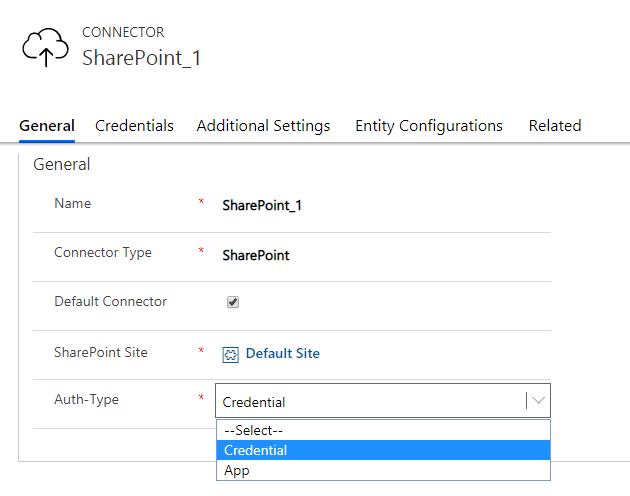 CONNECTOR
SharePoint_1
General Credentials Additional Settings Entity Configurations Related
General
Name * SharePoint_1
Connector Type * SharePoint
Default Connector
SharePoint Site * Default Site
Auth-Type * Credential
--Select--
Credential
App